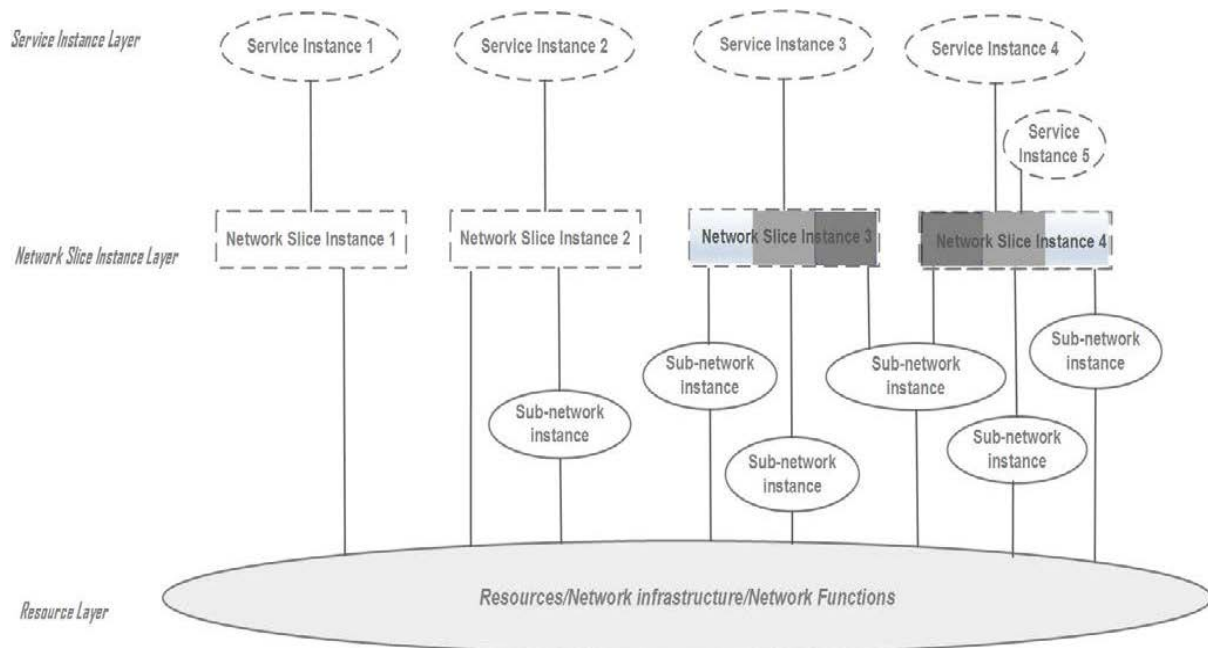 Service Instance Layer
Service Instance 1
Service Instance 2
Service Instance 3
Service Instance 4
Service
Instance 5
Network Slice Instance Layer
Network Slice Instance 1
Network Slice Instance 2
Network Slice Instance 3
Network Slice Instance 4
Sub-network
instance
Sub-network
instance
Sub-network
instance
Sub-network
instance
Sub-network
instance
Sub-network
instance
Resource Layer
Resources/Network infrastructure/Network Functions